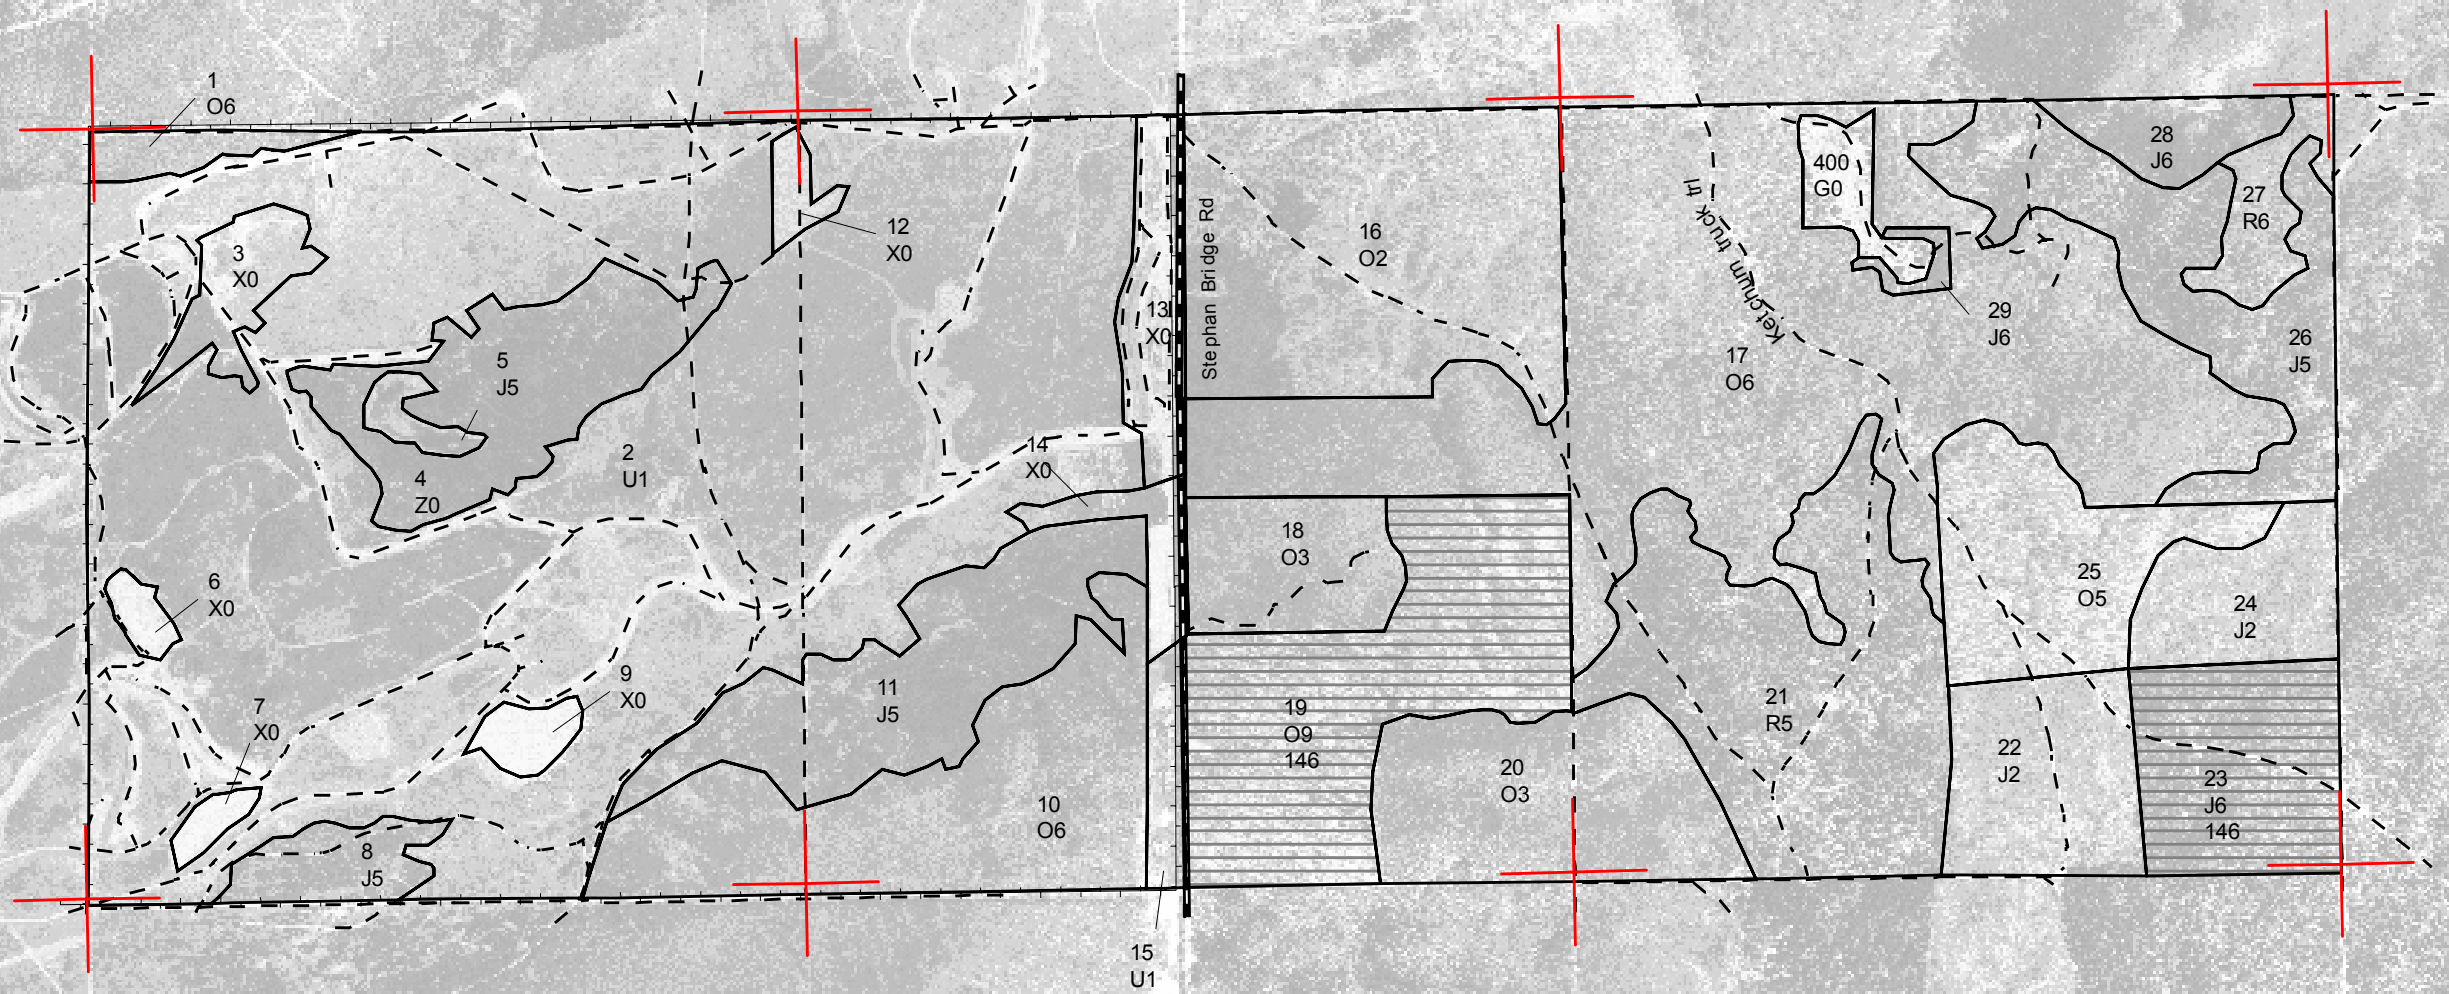 1
O6
3
X0
12
X0
13
X0
5
J5
14
X0
2
U1
4
Z0
6
X0
9
X0
7
X0
11
J5
10
O6
8
J5
15
U1
Stephan Bridge Rd
16
O2
Ketchum truck trl
17
O6
400
G0
28
J6
27
R6
29
J6
26
J5
18
O3
25
O5
24
J2
19
O9
146
20
O3
21
R5
22
J2
23
J6
146